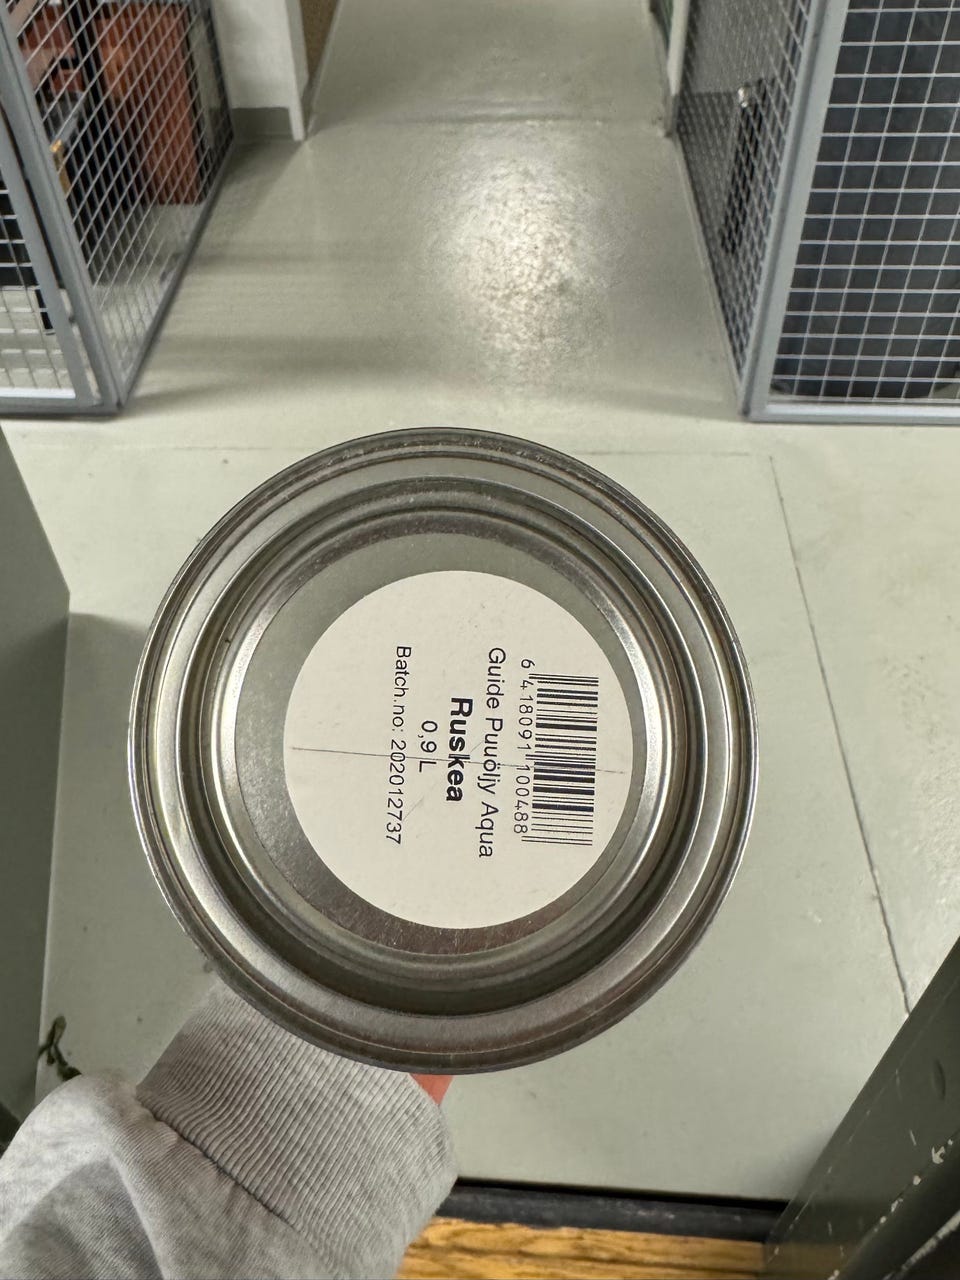 6 418091 100488
Guide Puuöljy Aqua
Ruskea
0,9 L
Batch.no: 202012737